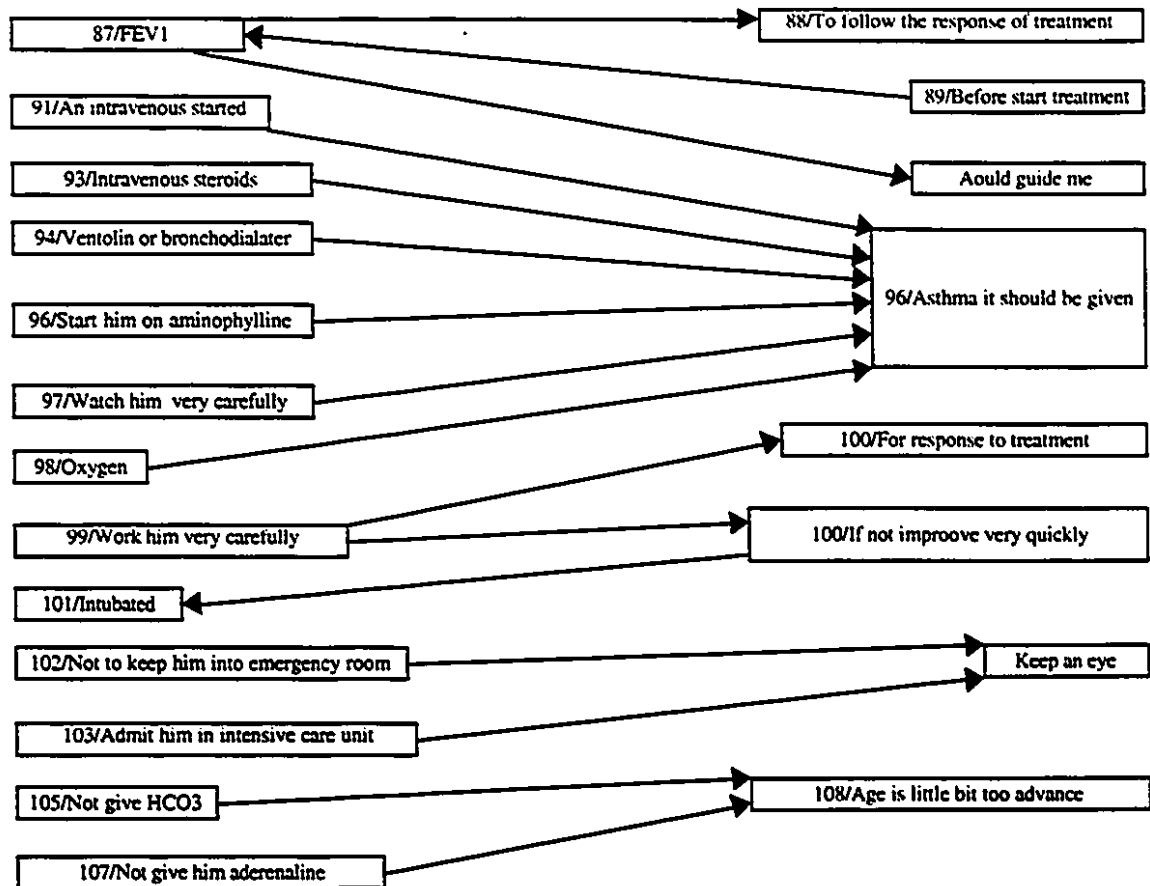 87/FEV1
88/To follow the response of treatment
89/Before start treatment
91/An intravenous started
93/Intravenous steroids
Aould guide me
94/Ventolin or bronchodialater
96/Asthma it should be given
96/Start him on aminophylline
97/Watch him very carefully
100/For response to treatment
98/Oxygen
99/Work him very carefully
100/If not improove very quickly
101/Intubated
102/Not to keep him into emergency room
Keep an eye
103/Admit him in intensive care unit
105/Not give HCO3
108/Age is little bit too advance
107/Not give him aderenaline